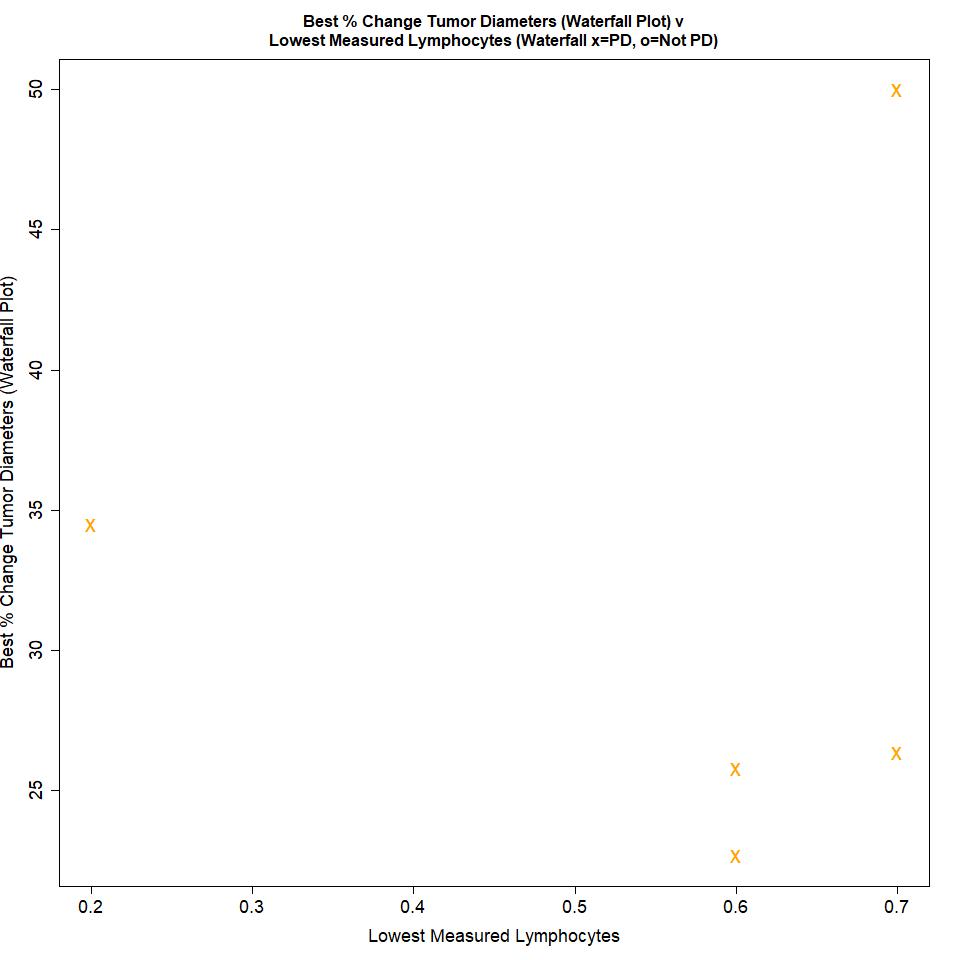 Best % Change Tumor Diameters (Waterfall Plot) v
Lowest Measured Lymphocytes (Waterfall x=PD, o=Not PD)
Best % Change Tumor Diameters (Waterfall Plot)
50
45
40
35
30
25
X
X
X
X
X
0.2 0.3 0.4 0.5 0.6 0.7
Lowest Measured Lymphocytes